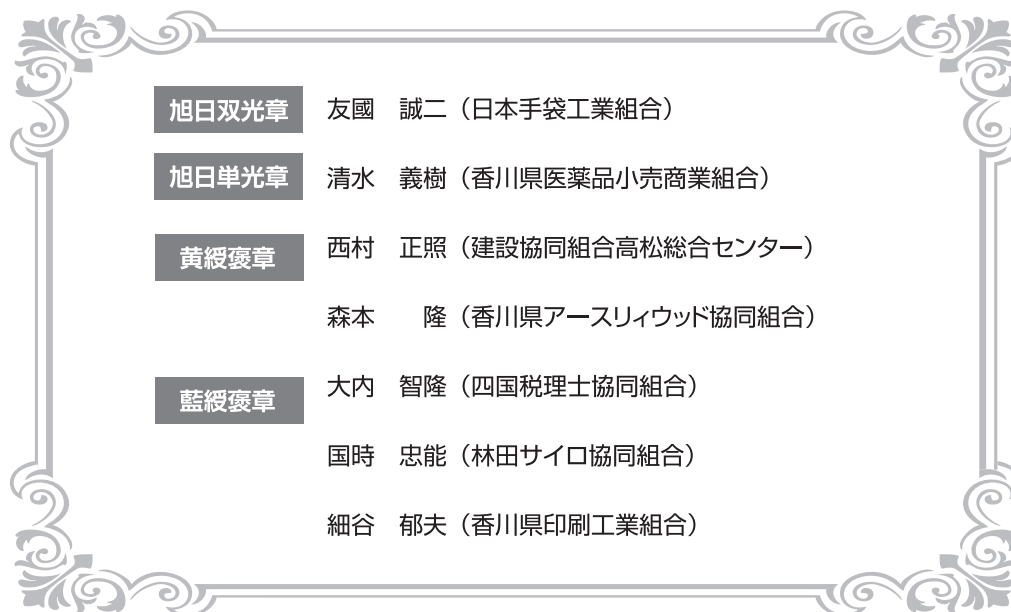 旭日双光章 友國　誠二（日本手袋工業組合）
旭日単光章 清水　義樹（香川県医薬品小売商業組合）
黄綬褒章 西村　正照（建設協同組合高松総合センター）
森本　　隆（香川県アースリィウッド協同組合）
藍綬褒章 大内　智隆（四国税理士協同組合）
国時　忠能（林田サイロ協同組合）
細谷　郁夫（香川県印刷工業組合）